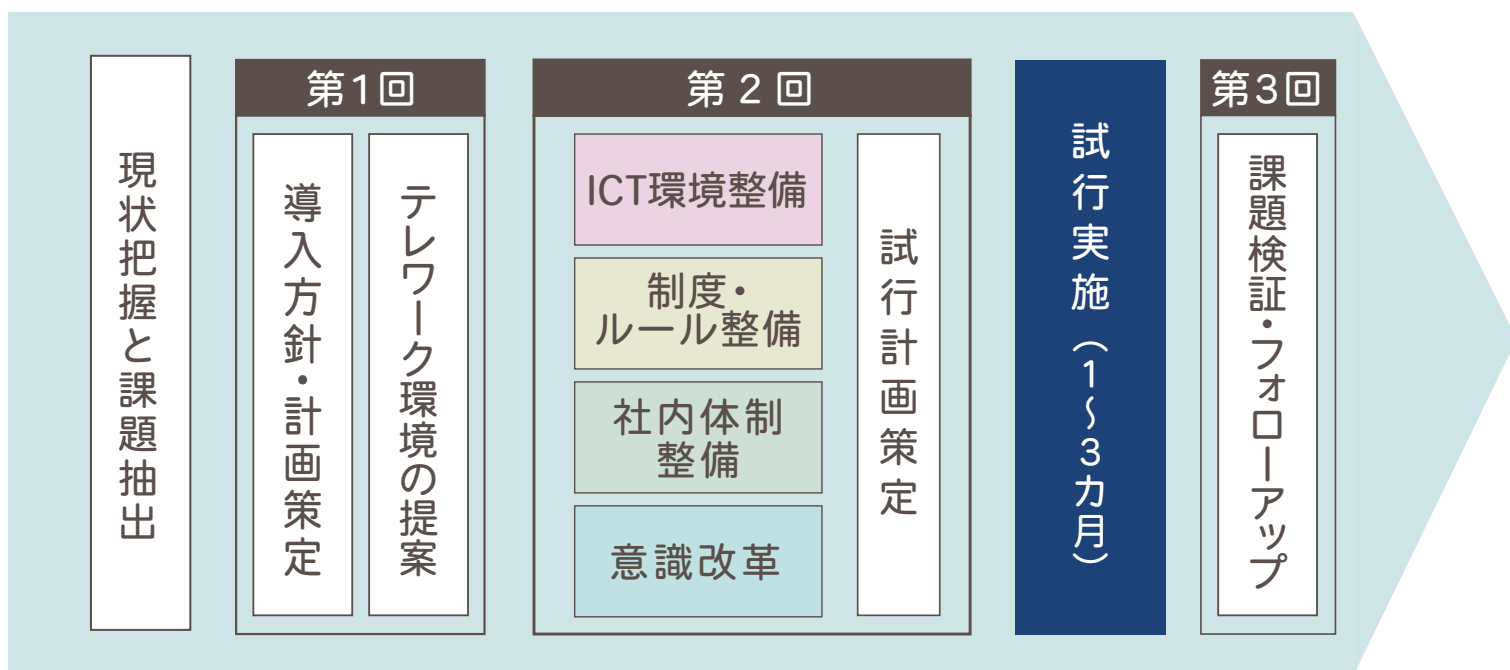 現状把握と課題抽出
第1回
導入方針・計画策定
テレワーク環境の提案
第2回
ICT環境整備
制度・
ルール整備
社内体制
整備
意識改革
試行計画策定
試行実施（1〜3カ月）
第3回
課題検証・フォローアップ